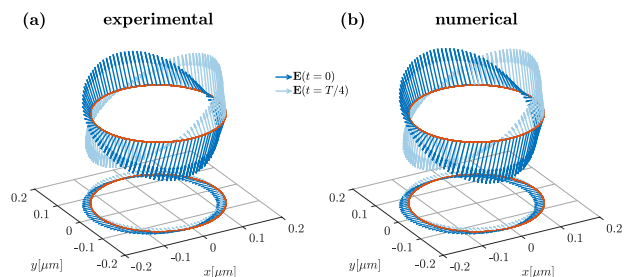 (a) experimental
(b) numerical
E(t = 0)
E(t = T/4)
0.2
0.1
0
-0.1
-0.2
y[μm]
-0.2
-0.1
0
0.1
0.2
x[μm]
0.2
0.1
0
-0.1
-0.2
y[μm]
-0.2
-0.1
0
0.1
0.2
x[μm]